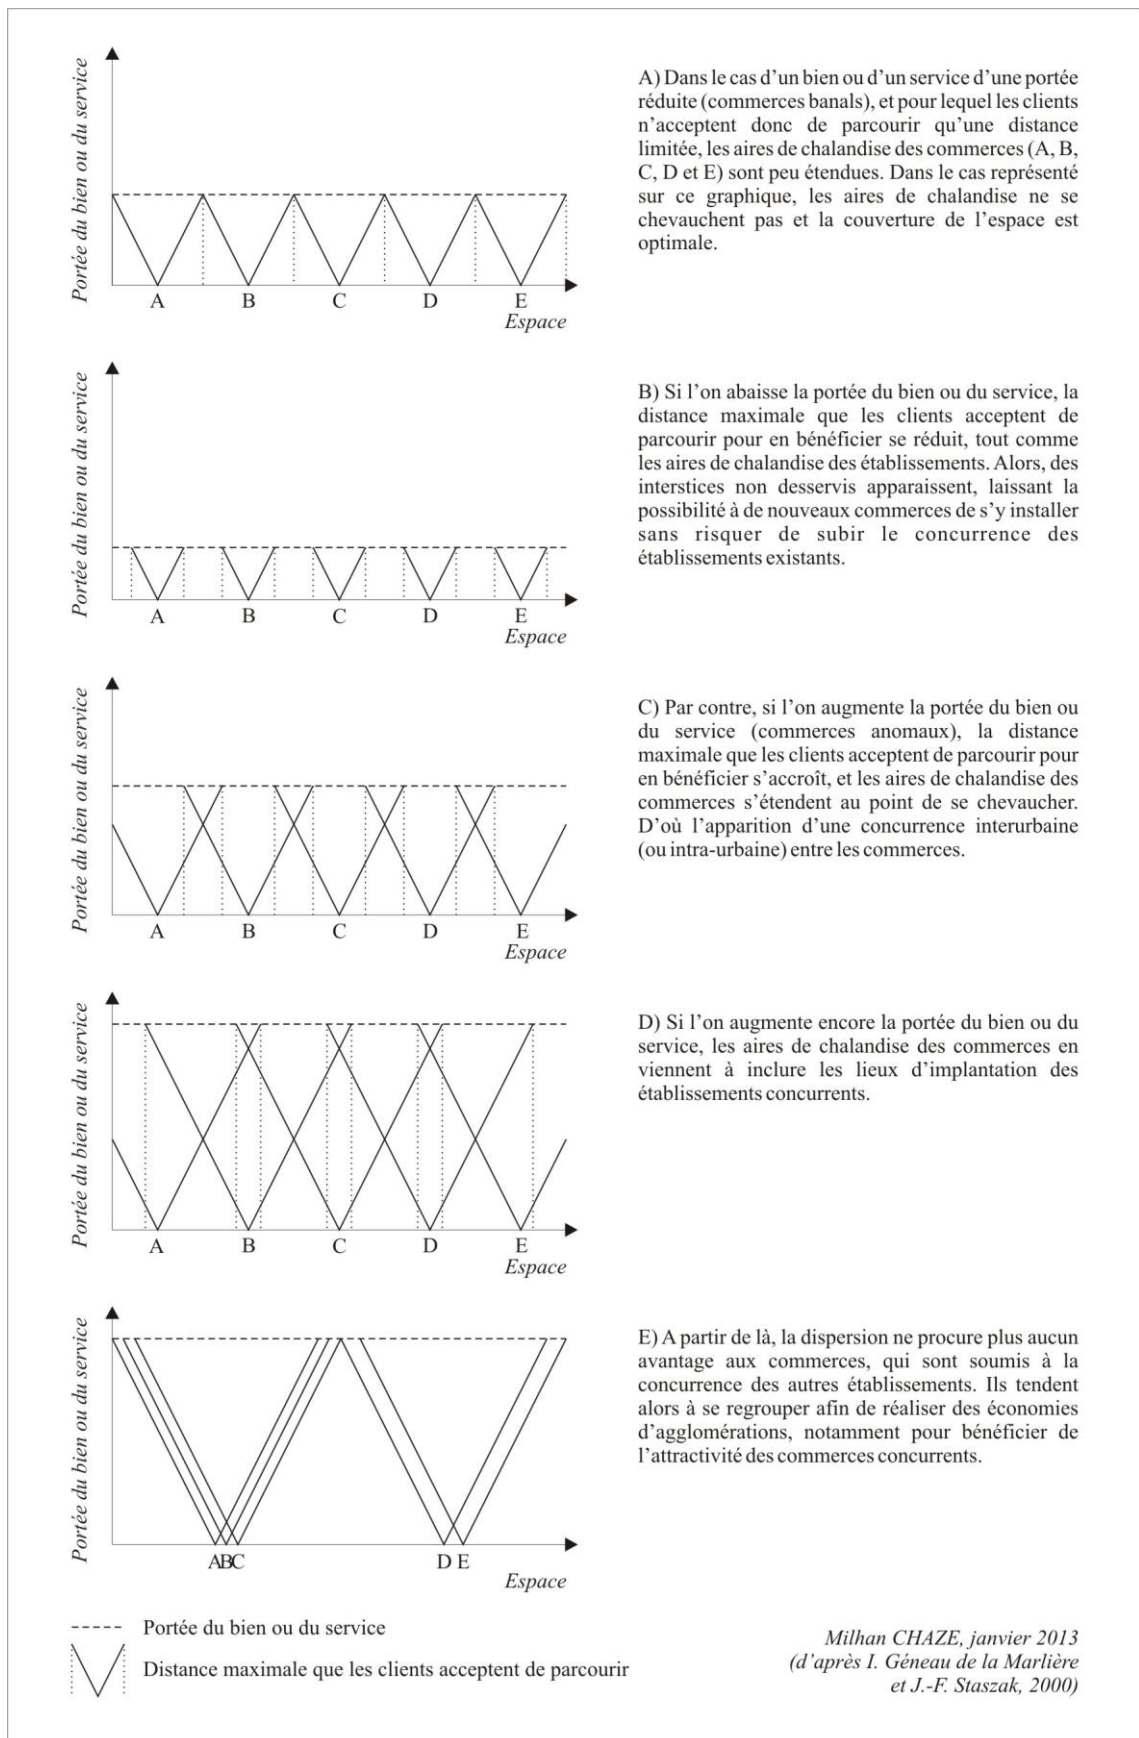 Portée du bien ou du service
A B C D E
Espace
A) Dans le cas d'un bien ou d'un service d'une portée
réduite (commerces banals), et pour lequel les clients
n'acceptent donc de parcourir qu'une distance
limitée, les aires de chalandise des commerces (A, B,
C, D et E) sont peu étendues. Dans le cas représenté
sur ce graphique, les aires de chalandise ne se
chevauchent pas et la couverture de l'espace est
optimale.
Portée du bien ou du service
A B C D E
Espace
B) Si l'on abaisse la portée du bien ou du service, la
distance maximale que les clients acceptent de
parcourir pour en bénéficier se réduit, tout comme
les aires de chalandise des établissements. Alors, des
interstices non desservis apparaissent, laissant la
possibilité à de nouveaux commerces de s'y installer
sans risquer de subir le concurrence des
établissements existants.
Portée du bien ou du service
A B C D E
Espace
C) Par contre, si l'on augmente la portée du bien ou
du service (commerces anomaux), la distance
maximale que les clients acceptent de parcourir pour
en bénéficier s'accroît, et les aires de chalandise des
commerces s'étendent au point de se chevaucher.
D'où l'apparition d'une concurrence interurbaine
(ou intra-urbaine) entre les commerces.
Portée du bien ou du service
A B C D E
Espace
D) Si l'on augmente encore la portée du bien ou du
service, les aires de chalandise des commerces en
viennent à inclure les lieux d'implantation des
établissements concurrents.
Portée du bien ou du service
ABC D E
Espace
E) A partir de là, la dispersion ne procure plus aucun
avantage aux commerces, qui sont soumis à la
concurrence des autres établissements. Ils tendent
alors à se regrouper afin de réaliser des économies
d'agglomérations, notamment pour bénéficier de
l'attractivité des commerces concurrents.
Portée du bien ou du service
Distance maximale que les clients acceptent de parcourir
Milhan CHAZE, janvier 2013
(d'après I. Géneau de la Marlière
et J.-F. Staszak, 2000)